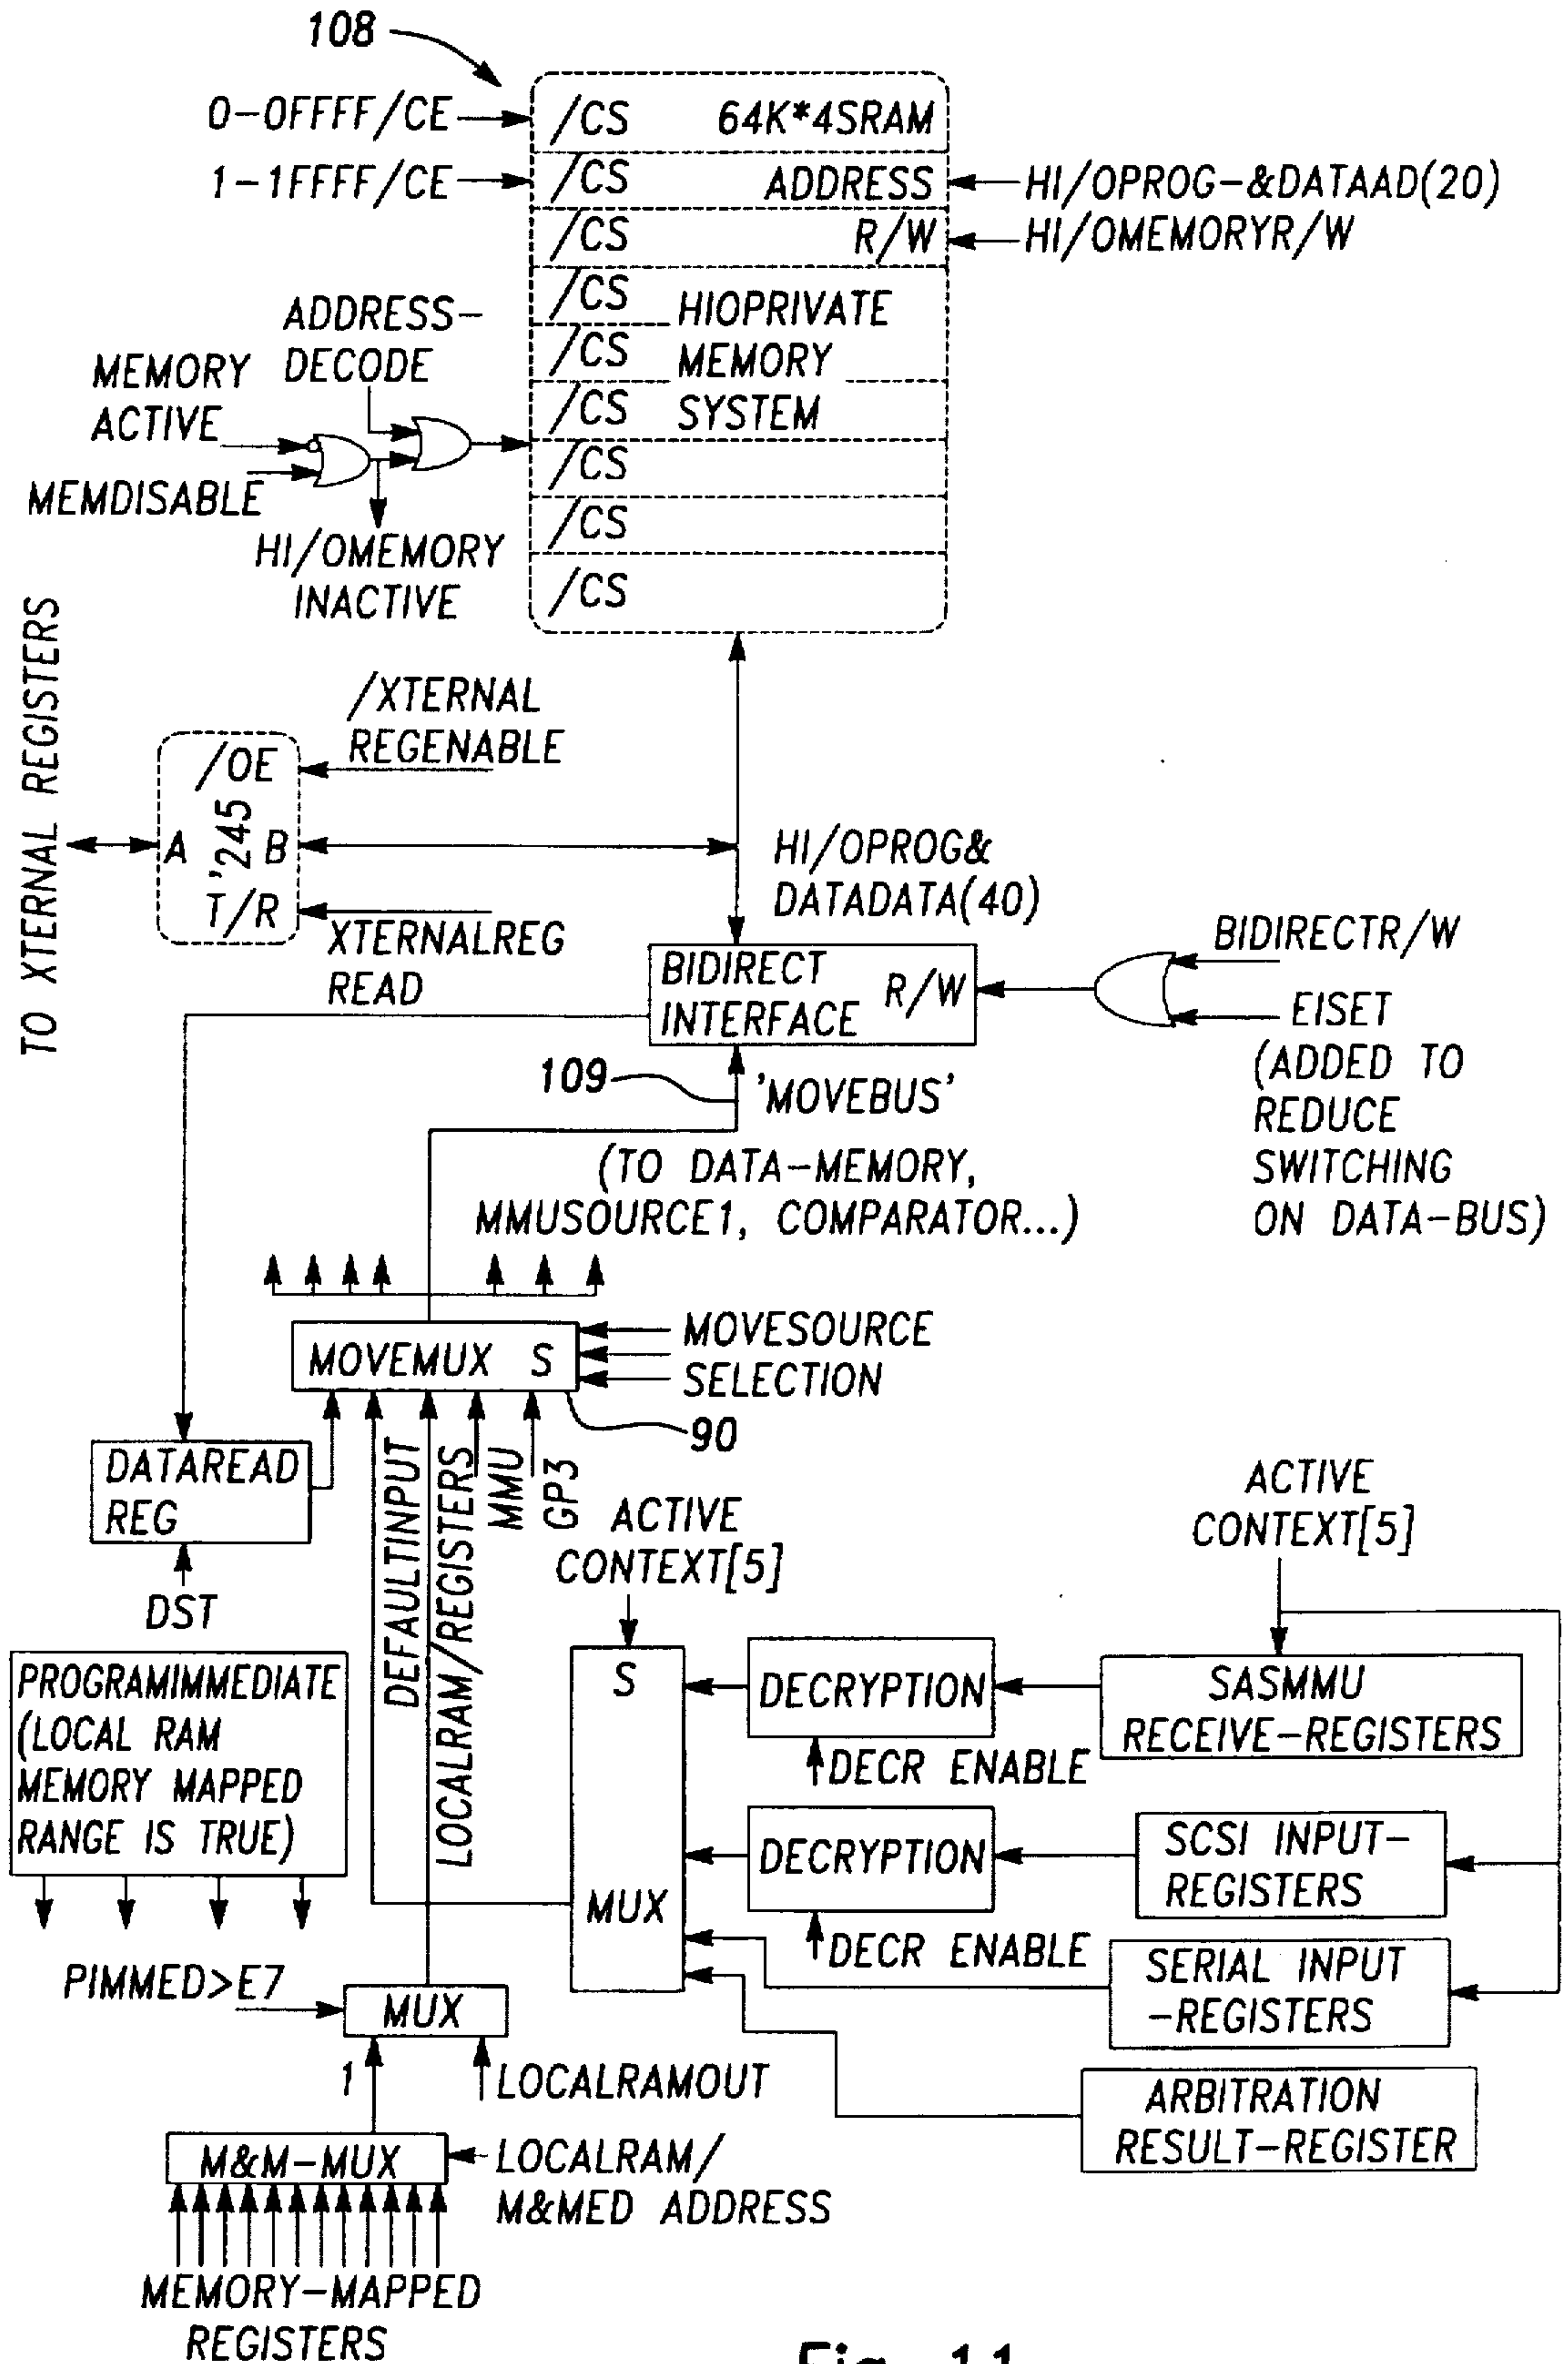 108
0-0FFFF/CE
/CS 64K*4SRAM
1-1FFFF/CE
/CS ADDRESS
HI/OPROG-&DATAAD(20)
/CS R/W
HI/OMEMORYR/W
/CS HIOPRIVATE
/CS MEMORY
/CS SYSTEM
/CS
/CS
/CS
ADDRESS-
DECODE
MEMORY
ACTIVE
MEMDISABLE
HI/OMEMORY
INACTIVE
TO XTERNAL REGISTERS
/XTERNAL
REGENABLE
/OE
A '245 B
T/R
XTERNALREG
READ
HI/OPROG&
DATADATA(40)
BIDIRECT
INTERFACE R/W
BIDIRECTR/W
EISET
(ADDED TO
REDUCE
SWITCHING
ON DATA-BUS)
109
'MOVEBUS'
(TO DATA-MEMORY,
MMUSOURCE1, COMPARATOR...)
MOVEMUX S
MOVESOURCE
SELECTION
90
DATAREAD
REG
DST
DEFAULTINPUT
LOCALRAM/REGISTERS
MMU
GP3
ACTIVE
CONTEXT[5]
ACTIVE
CONTEXT[5]
PROGRAMIMMEDIATE
(LOCAL RAM
MEMORY MAPPED
RANGE IS TRUE)
S
MUX
DECRYPTION
DECR ENABLE
SASMMU
RECEIVE-REGISTERS
DECRYPTION
DECR ENABLE
SCSI INPUT-
REGISTERS
SERIAL INPUT
-REGISTERS
ARBITRATION
RESULT-REGISTER
PIMMED>E7
MUX
1
LOCALRAMOUT
M&M-MUX
LOCALRAM/
M&MED ADDRESS
MEMORY-MAPPED
REGISTERS
Fig. 11